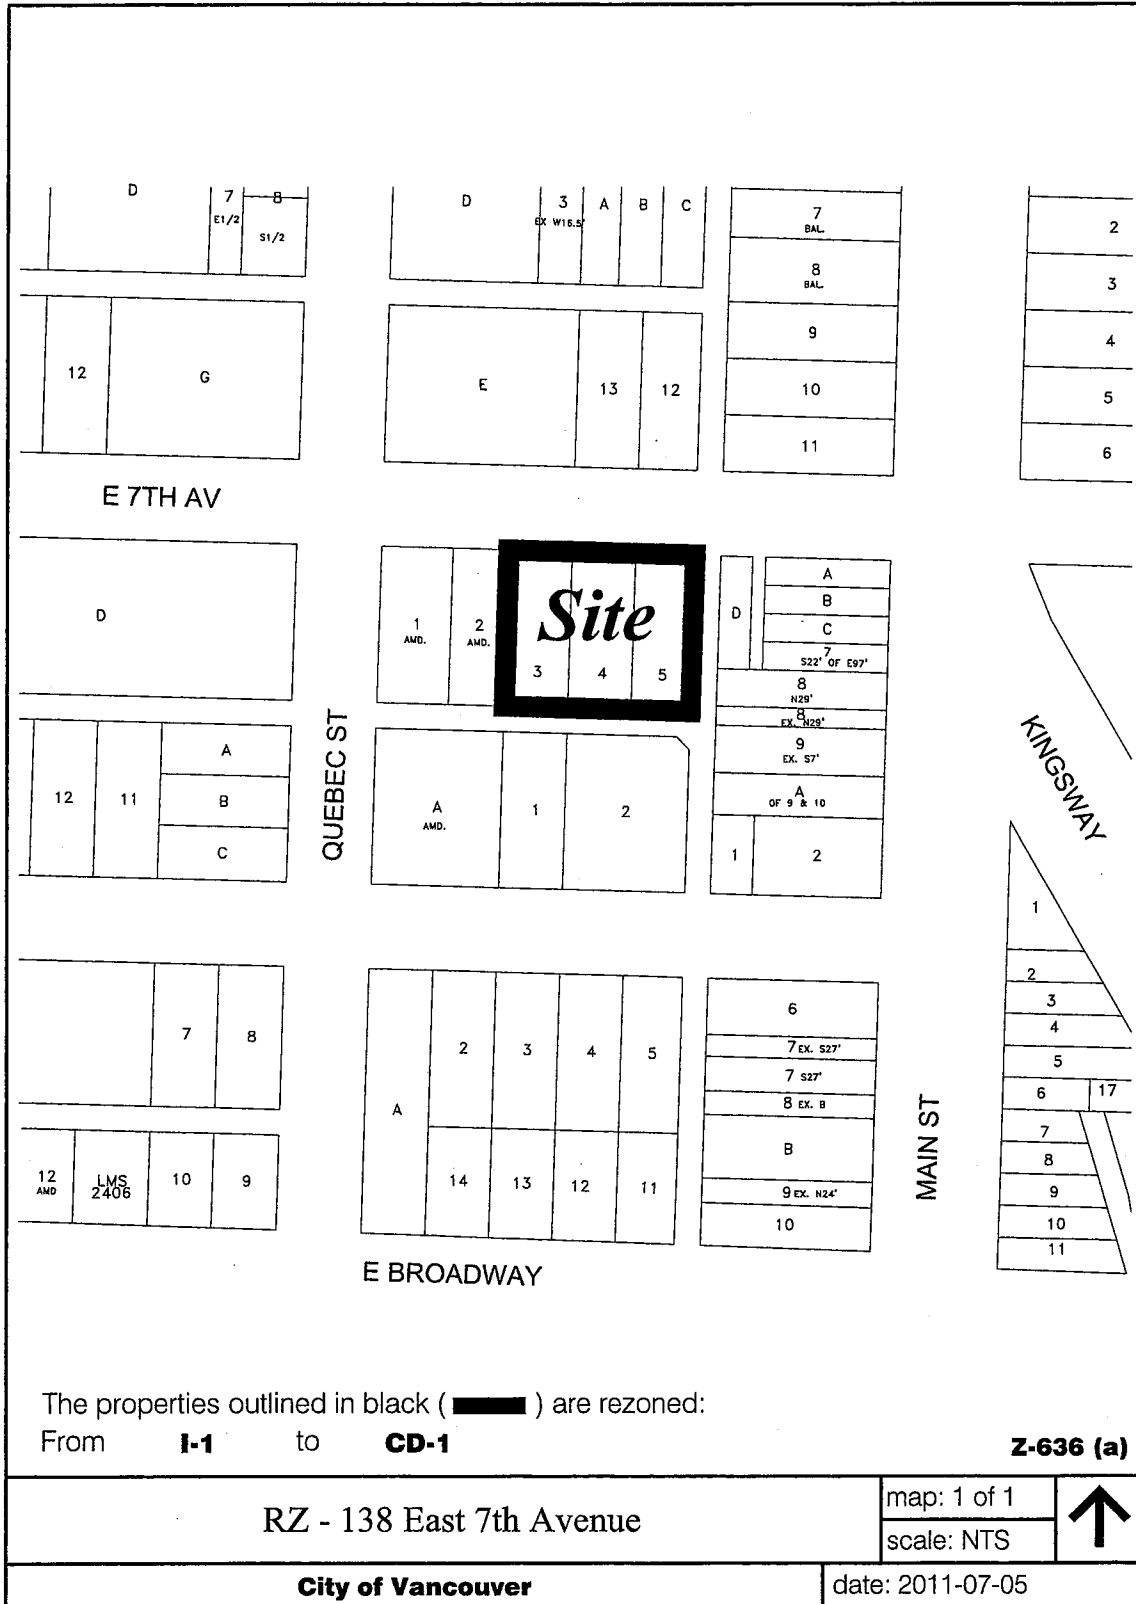 D
7
E1/2
8
S1/2
D
3
EX W16.5'
A
B
C
7
BAL.
8
BAL.
9
10
11
2
3
4
5
6
12
G
E
13
12
E 7TH AV
D
1
AMD.
2
AMD.
Site
3
4
5
D
A
B
C
7
S22' OF E97'
8
N29'
8
EX. N29'
9
EX. S7'
A
OF 9 & 10
1
2
KINGSWAY
QUEBEC ST
12
11
A
B
C
A
AMD.
1
2
1
2
3
4
5
6
17
7
8
9
10
11
7
8
12
AMD
LMS
2406
10
9
A
2
3
4
5
14
13
12
11
6
7 EX. S27'
7 S27'
8 EX. B
B
9 EX. N24'
10
MAIN ST
E BROADWAY
The properties outlined in black ( ) are rezoned:
From I-1 to CD-1
Z-636 (a)
RZ - 138 East 7th Avenue
map: 1 of 1
scale: NTS
City of Vancouver
date: 2011-07-05